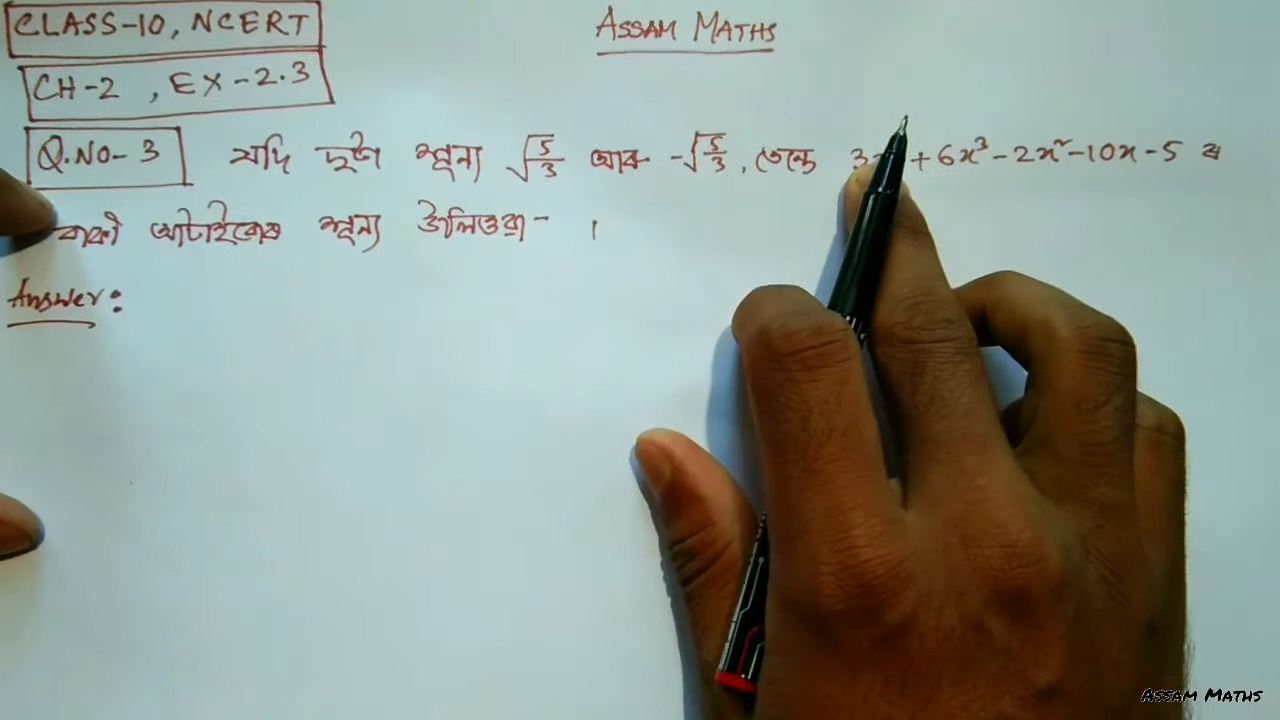 CLASS-10, NCERT
ASSAM MATHS
CH-2 , EX-2.3
Q.NO-3 যদি দুটা শূন্য √5/3 আৰু -√5/3, তেন্তে + 6x³ - 2x² - 10x - 5 ৰ
বাকী আটাইবোৰ শূন্য উলিওৱা- ।
Answer:
ASSAM MATHS